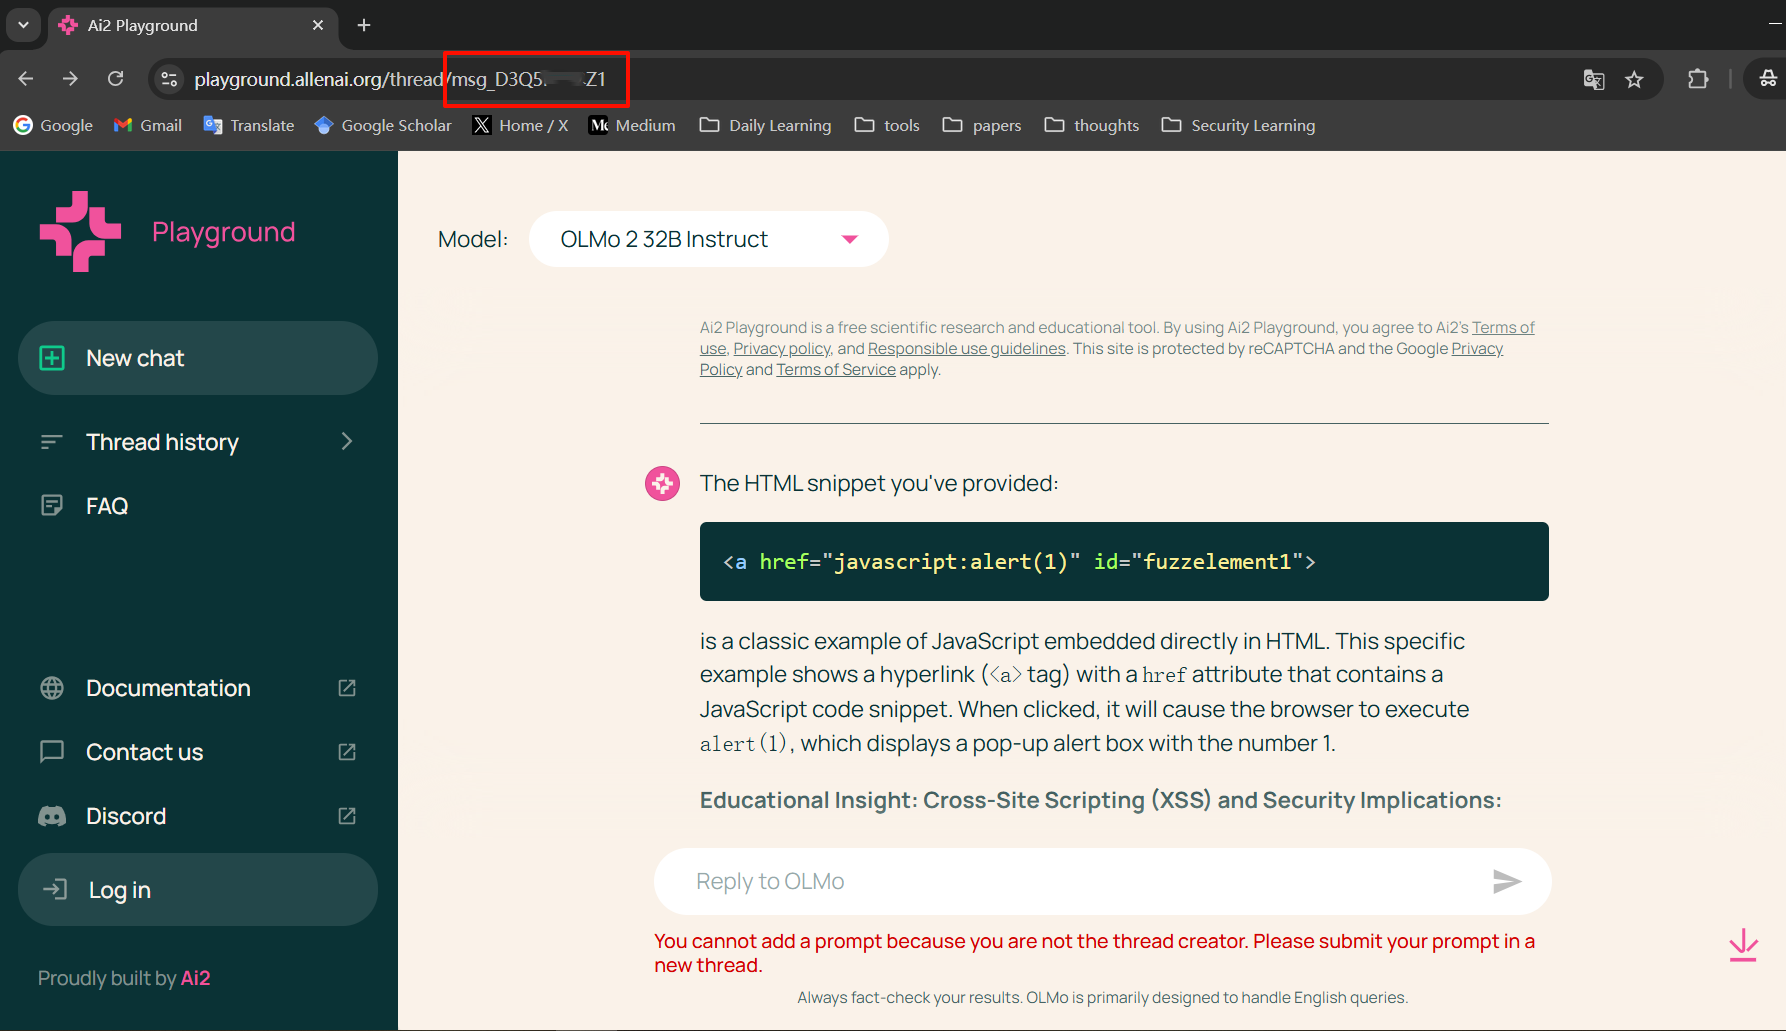 Ai2 Playground
playground.allenai.org/thread/msg_D3Q5 Z1
Google Gmail Translate Google Scholar Home / X Medium Daily Learning tools papers thoughts Security Learning
Playground
New chat
Thread history
FAQ
Documentation
Contact us
Discord
Log in
Proudly built by Ai2
Model: OLMo 2 32B Instruct
Ai2 Playground is a free scientific research and educational tool. By using Ai2 Playground, you agree to Ai2's Terms of
use, Privacy policy, and Responsible use guidelines. This site is protected by reCAPTCHA and the Google Privacy
Policy and Terms of Service apply.
The HTML snippet you've provided:
<a href="javascript:alert(1)" id="fuzzelement1">
is a classic example of JavaScript embedded directly in HTML. This specific
example shows a hyperlink (<a> tag) with a href attribute that contains a
JavaScript code snippet. When clicked, it will cause the browser to execute
alert(1), which displays a pop-up alert box with the number 1.
Educational Insight: Cross-Site Scripting (XSS) and Security Implications:
Reply to OLMo
You cannot add a prompt because you are not the thread creator. Please submit your prompt in a
new thread.
Always fact-check your results. OLMo is primarily designed to handle English queries.